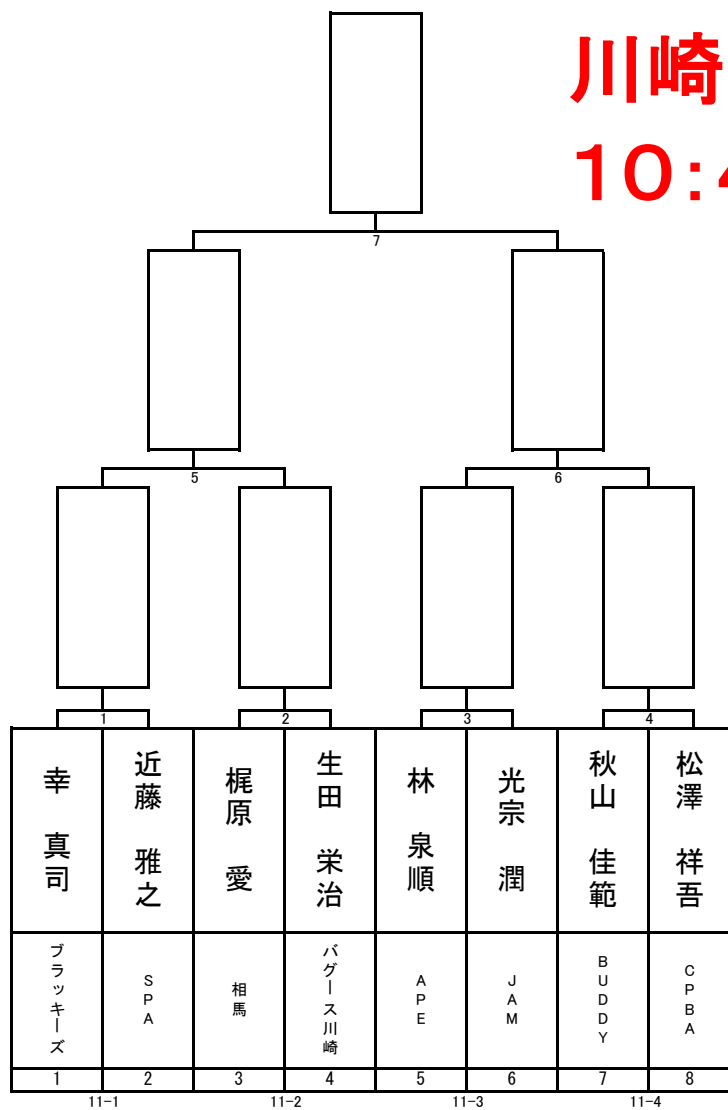 川崎
10:4
7
5
6
1
2
3
4
幸 真司
近藤 雅之
梶原 愛
生田 栄治
林 泉順
光宗 潤
秋山 佳範
松澤 祥吾
ブラッキーズ
SPA
相馬
バグース川崎
APE
JAM
BUDDY
CPBA
1 2 3 4 5 6 7 8
11-1 11-2 11-3 11-4